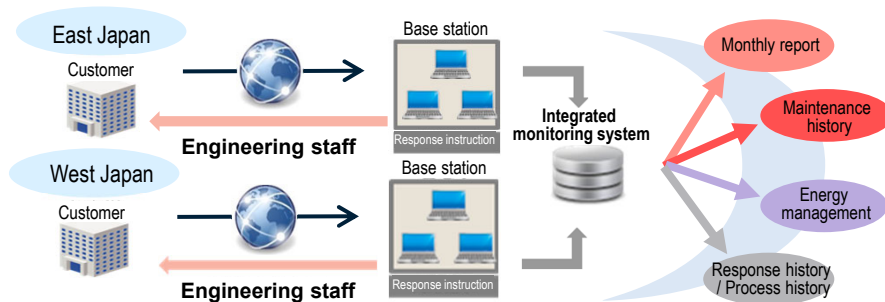 East Japan
Customer
Base station
Response instruction
Engineering staff
West Japan
Customer
Base station
Response instruction
Engineering staff
Integrated
monitoring system
Monthly report
Maintenance
history
Energy
management
Response history
/ Process history